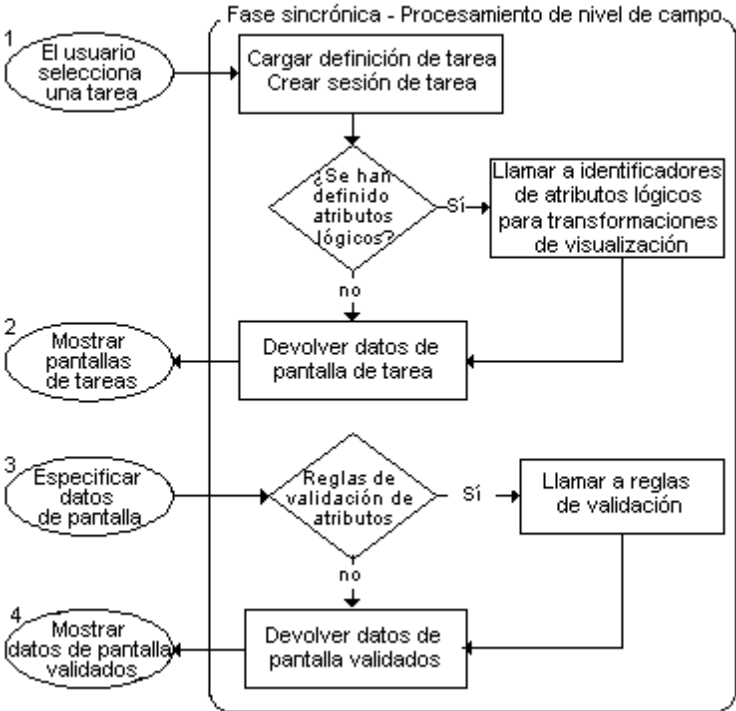 Fase sincrónica - Procesamiento de nivel de campo
1
El usuario
selecciona
una tarea
Cargar definición de tarea
Crear sesión de tarea
¿Se han
definido
atributos
lógicos?
Sí
Llamar a identificadores
de atributos lógicos
para transformaciones
de visualización
no
2
Mostrar
pantallas
de tareas
Devolver datos de
pantalla de tarea
3
Especificar
datos
de pantalla
Reglas de
validación de
atributos
Sí
Llamar a reglas
de validación
no
4
Mostrar
datos de pantalla
validados
Devolver datos de
pantalla validados